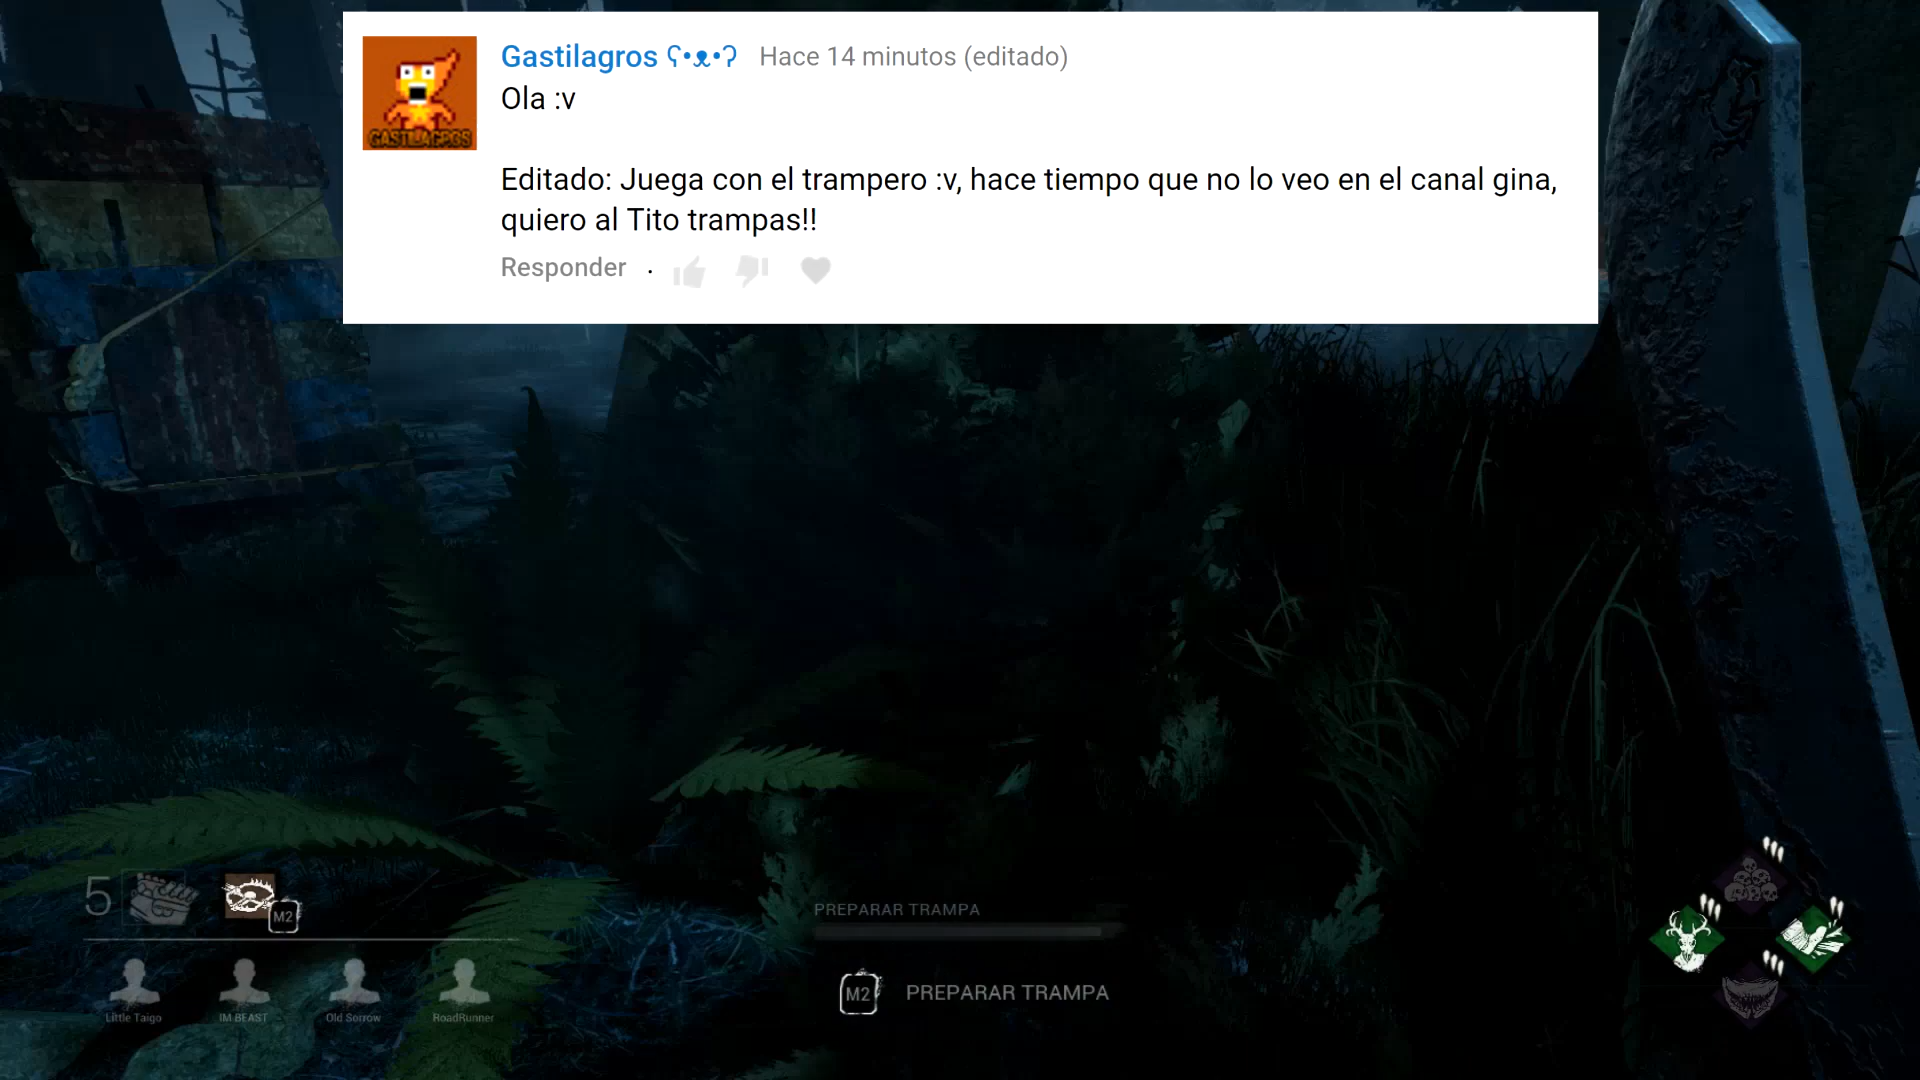 Gastilagros ʕ•ᴥ•ʔ Hace 14 minutos (editado)
Ola :v
GASTILAGROS
Editado: Juega con el trampero :v, hace tiempo que no lo veo en el canal gina,
quiero al Tito trampas!!
Responder ·
5
M2
PREPARAR TRAMPA
M2 PREPARAR TRAMPA
Little Taigo IM BEAST Old Sorrow RoadRunner